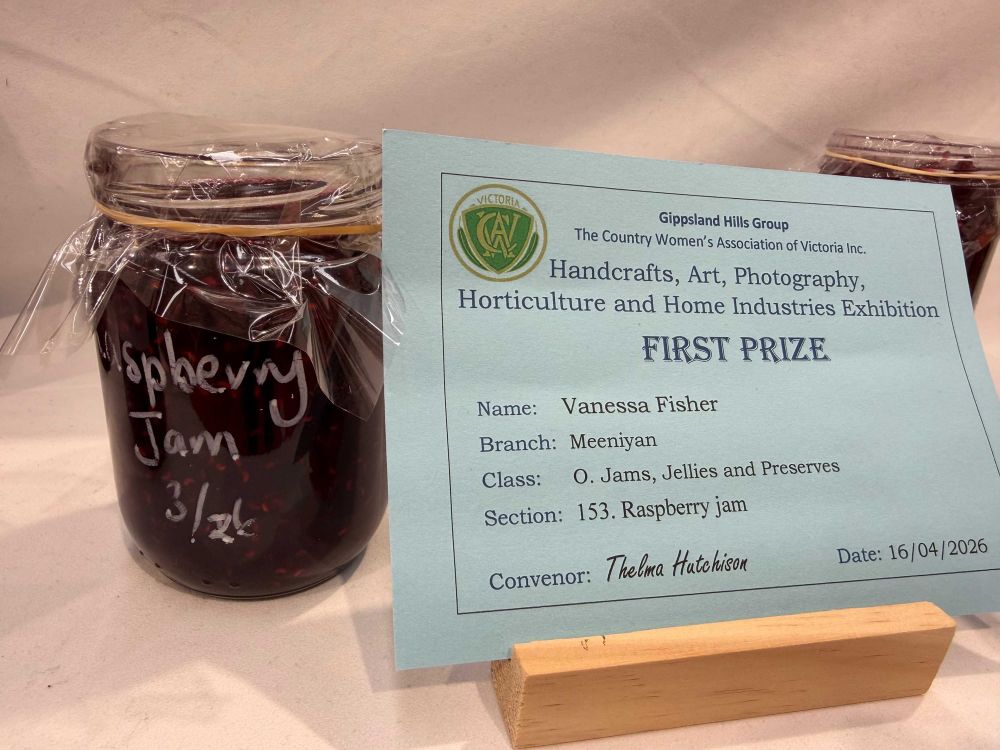 aspberry
Jam
3/26
VICTORIA
CWA
Gippsland Hills Group
The Country Women's Association of Victoria Inc.
Handcrafts, Art, Photography,
Horticulture and Home Industries Exhibition
FIRST PRIZE
Name: Vanessa Fisher
Branch: Meeniyan
Class: O. Jams, Jellies and Preserves
Section: 153. Raspberry jam
Convenor: Thelma Hutchison
Date: 16/04/2026